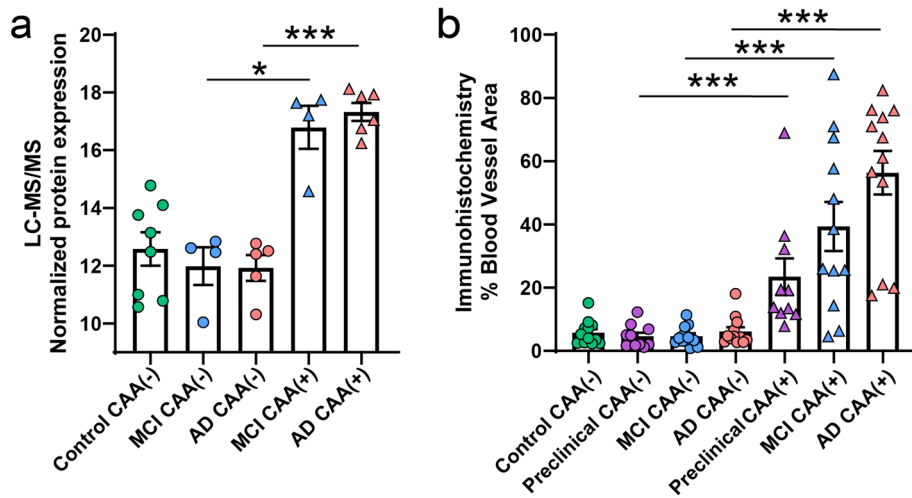 a
LC-MS/MS
Normalized protein expression
20
18
16
14
12
10
*
***
Control CAA(-)
MCI CAA(-)
AD CAA(-)
MCI CAA(+)
AD CAA(+)
b
Immunohistochemistry
% Blood Vessel Area
100
80
60
40
20
0
***
***
***
Control CAA(-)
Preclinical CAA(-)
MCI CAA(-)
AD CAA(-)
Preclinical CAA(+)
MCI CAA(+)
AD CAA(+)